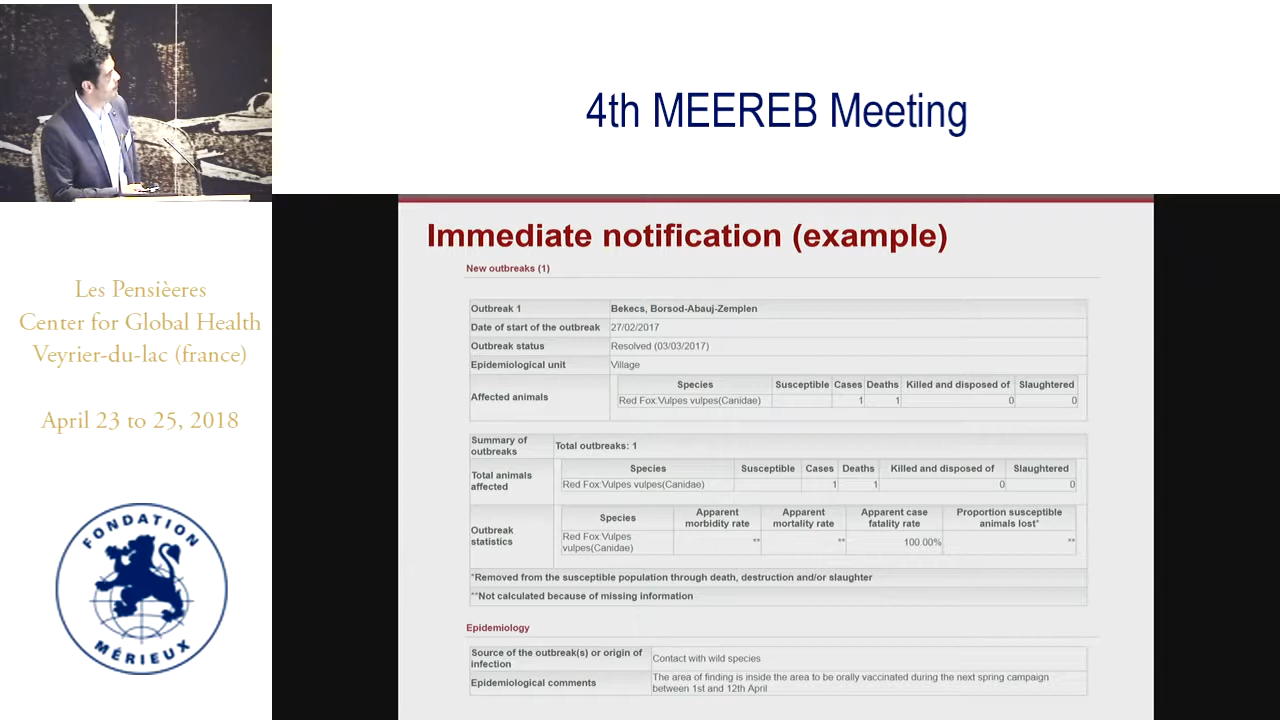 4th MEEREB Meeting
Les Pensièeres
Center for Global Health
Veyrier-du-lac (france)
April 23 to 25, 2018
FONDATION
MÉRIEUX
Immediate notification (example)
New outbreaks (1)
Outbreak 1 Bekecs, Borsod-Abauj-Zemplen
Date of start of the outbreak 27/02/2017
Outbreak status Resolved (03/03/2017)
Epidemiological unit Village
Affected animals
Species Susceptible Cases Deaths Killed and disposed of Slaughtered
Red Fox:Vulpes vulpes(Canidae) 1 1 0 0
Summary of
outbreaks
Total outbreaks: 1
Total animals
affected
Species Susceptible Cases Deaths Killed and disposed of Slaughtered
Red Fox:Vulpes vulpes(Canidae) 1 1 0 0
Outbreak
statistics
Species Apparent
morbidity rate Apparent
mortality rate Apparent case
fatality rate Proportion susceptible
animals lost*
Red Fox:Vulpes
vulpes(Canidae) ** ** 100.00% **
*Removed from the susceptible population through death, destruction and/or slaughter
**Not calculated because of missing information
Epidemiology
Source of the outbreak(s) or origin of
infection
Contact with wild species
Epidemiological comments
The area of finding is inside the area to be orally vaccinated during the next spring campaign
between 1st and 12th April